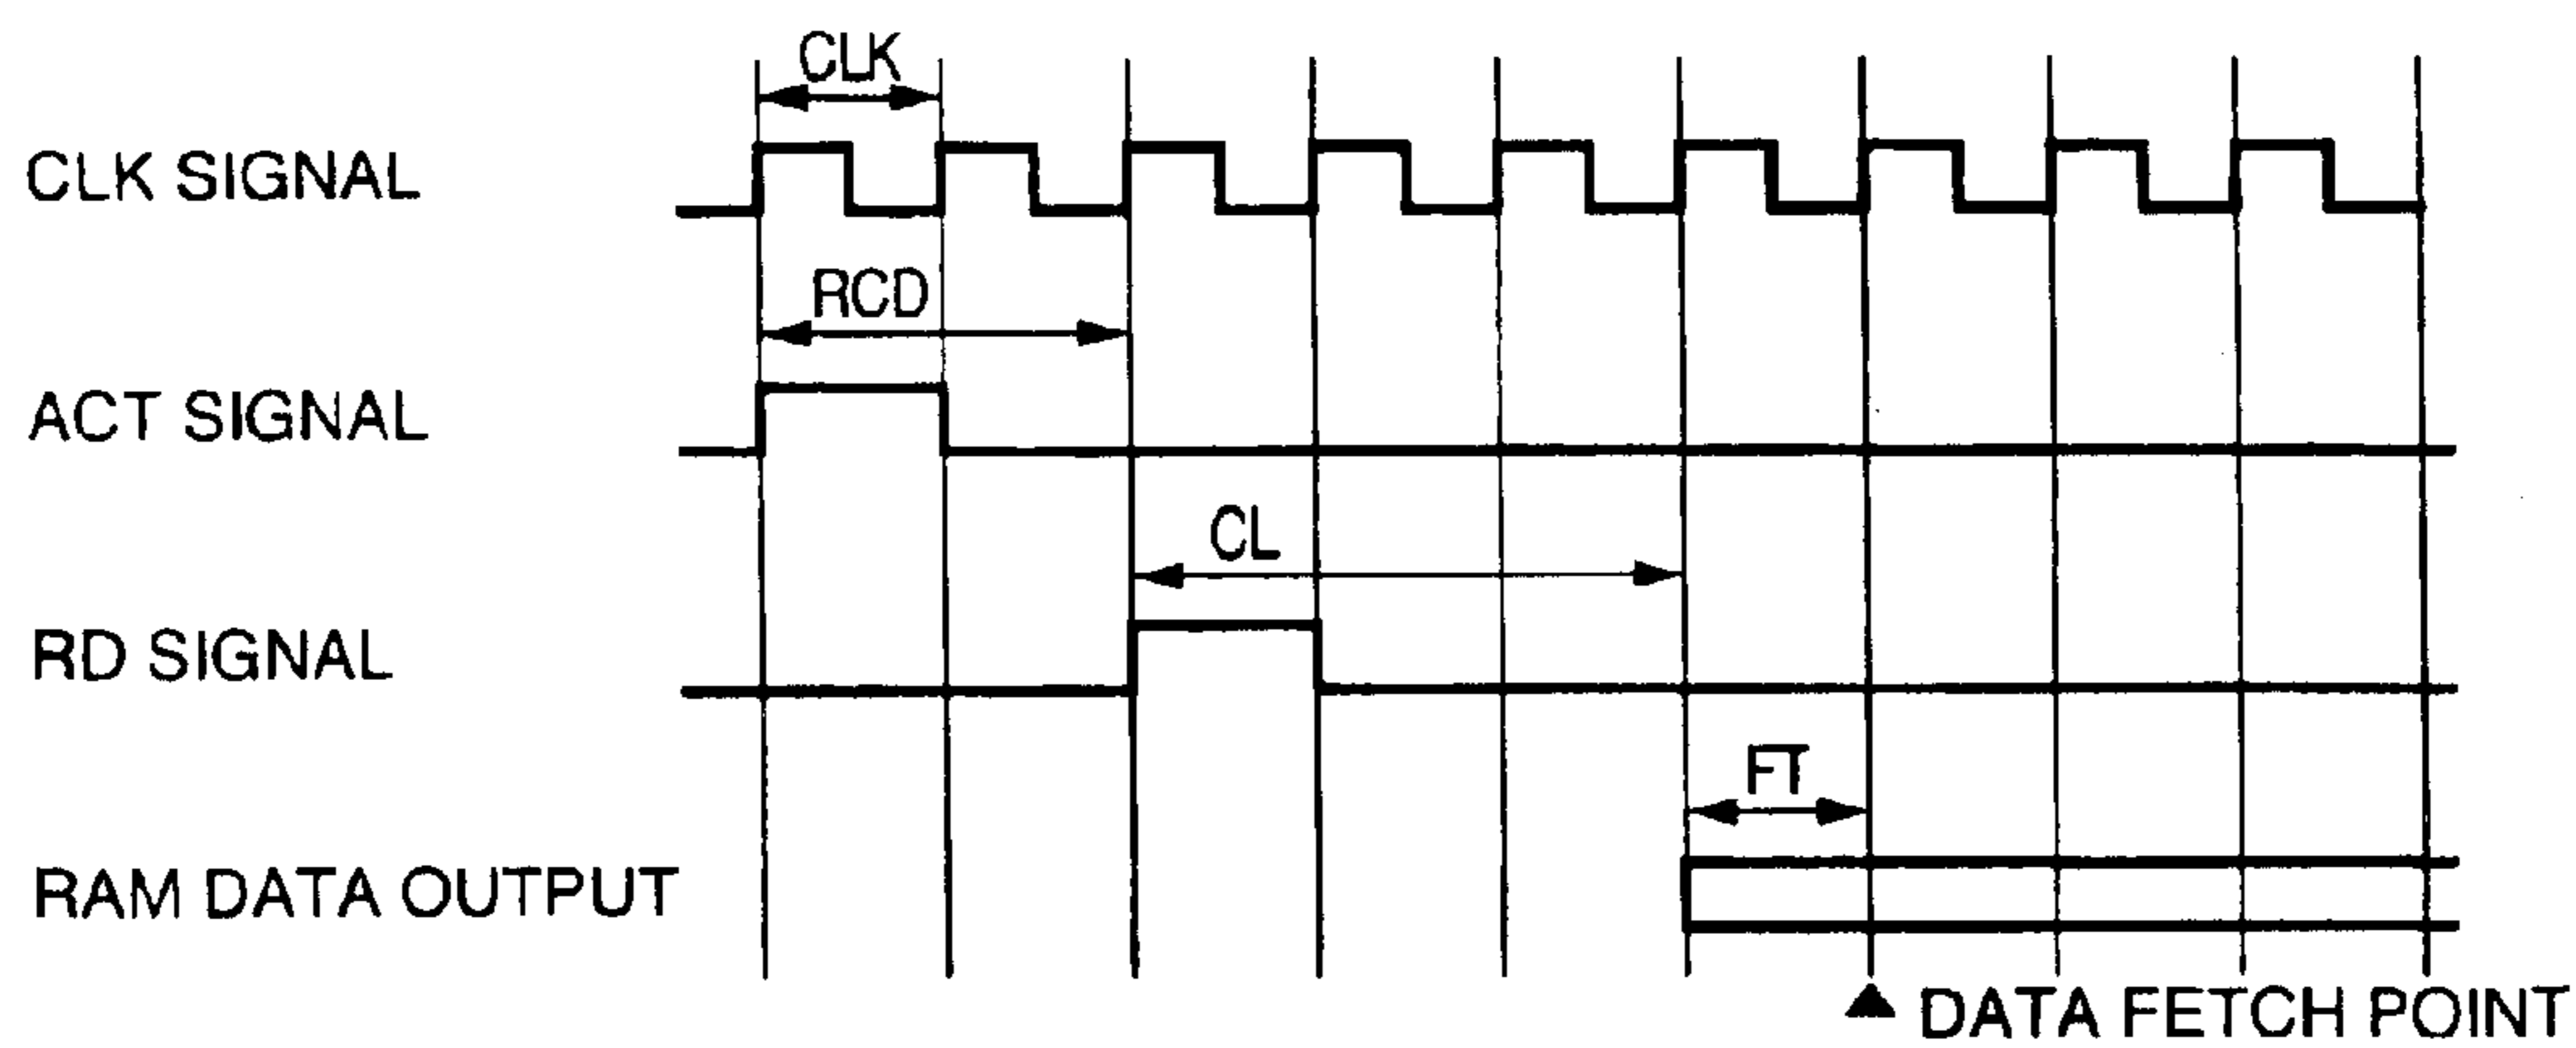 CLK
CLK SIGNAL
RCD
ACT SIGNAL
CL
RD SIGNAL
FT
RAM DATA OUTPUT
▲ DATA FETCH POINT